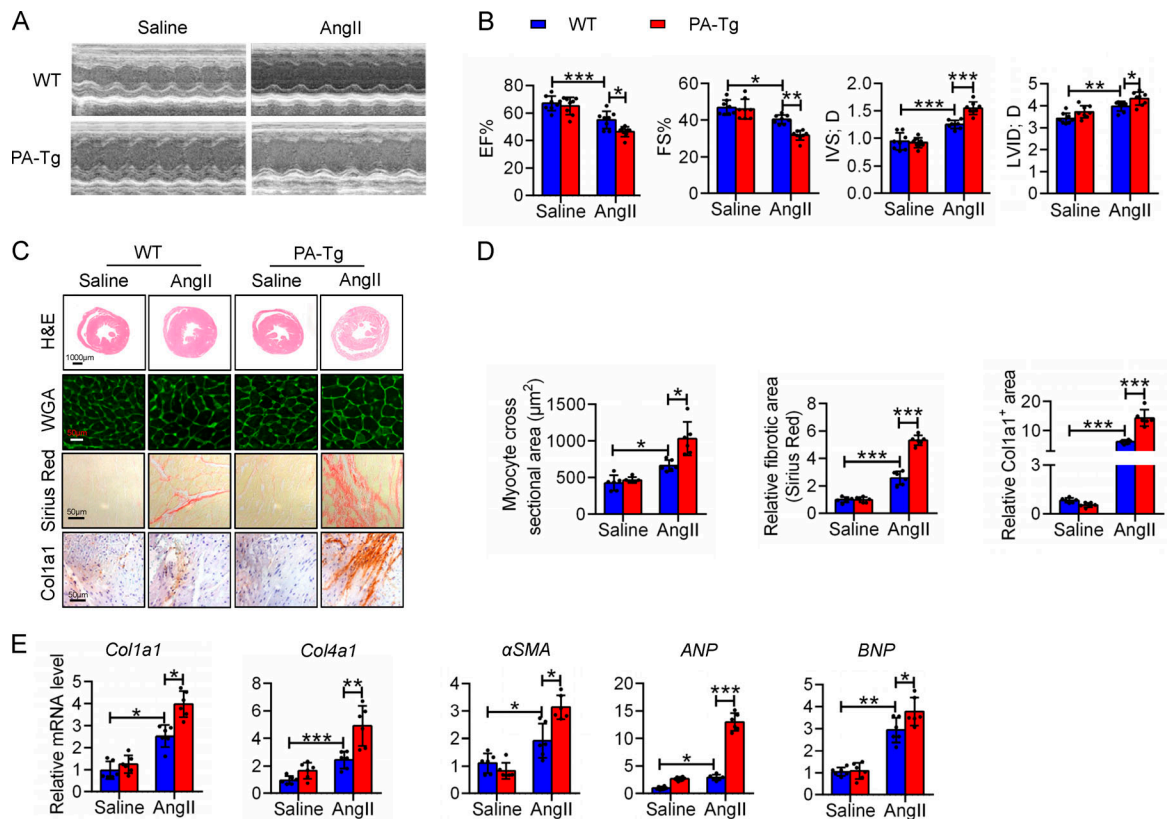 A
Saline
AngII
WT
PA-Tg
B
WT
PA-Tg
EF%
100
80
60
40
20
0
***
*
Saline
AngII
FS%
60
40
20
0
*
**
Saline
AngII
IVS; D
2.0
1.5
1.0
0.5
0.0
***
***
Saline
AngII
LVID; D
5
4
3
2
1
0
**
*
Saline
AngII
C
WT
PA-Tg
Saline
AngII
Saline
AngII
H&E
1000μm
WGA
50μm
Sirius Red
50μm
Col1a1
50μm
D
Myocyte cross
sectional area (μm²)
1500
1000
500
0
*
*
Saline
AngII
Relative fibrotic area
(Sirius Red)
8
6
4
2
0
***
***
Saline
AngII
Relative Col1a1⁺ area
20
15
10
5
3
0
***
***
Saline
AngII
E
Relative mRNA level
Col1a1
5
4
3
2
1
0
*
*
Saline
AngII
Col4a1
8
6
4
2
0
***
**
Saline
AngII
αSMA
4
3
2
1
0
*
*
Saline
AngII
ANP
15
10
5
0
*
***
Saline
AngII
BNP
5
4
3
2
1
0
**
*
Saline
AngII